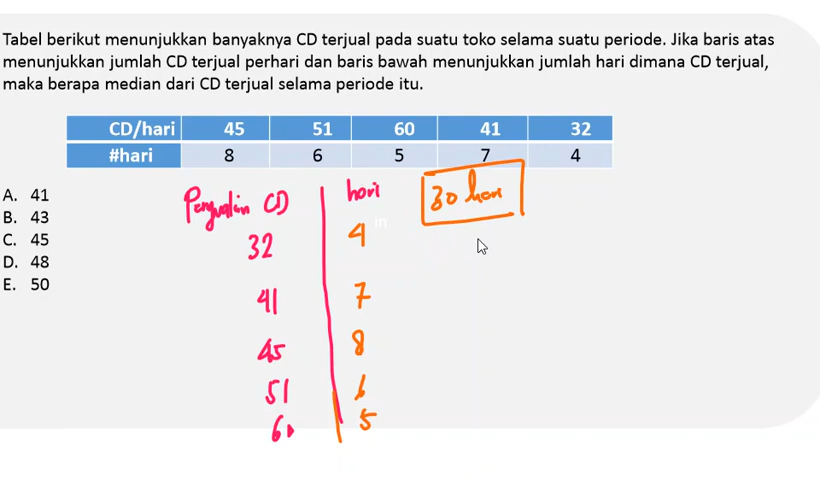 Tabel berikut menunjukkan banyaknya CD terjual pada suatu toko selama suatu periode. Jika baris atas
menunjukkan jumlah CD terjual perhari dan baris bawah menunjukkan jumlah hari dimana CD terjual,
maka berapa median dari CD terjual selama periode itu.
CD/hari 45 51 60 41 32
#hari 8 6 5 7 4
A. 41
B. 43
C. 45
D. 48
E. 50
Penjualan CD hari
30 hari
32 4
41 7
45 8
51 6
60 5